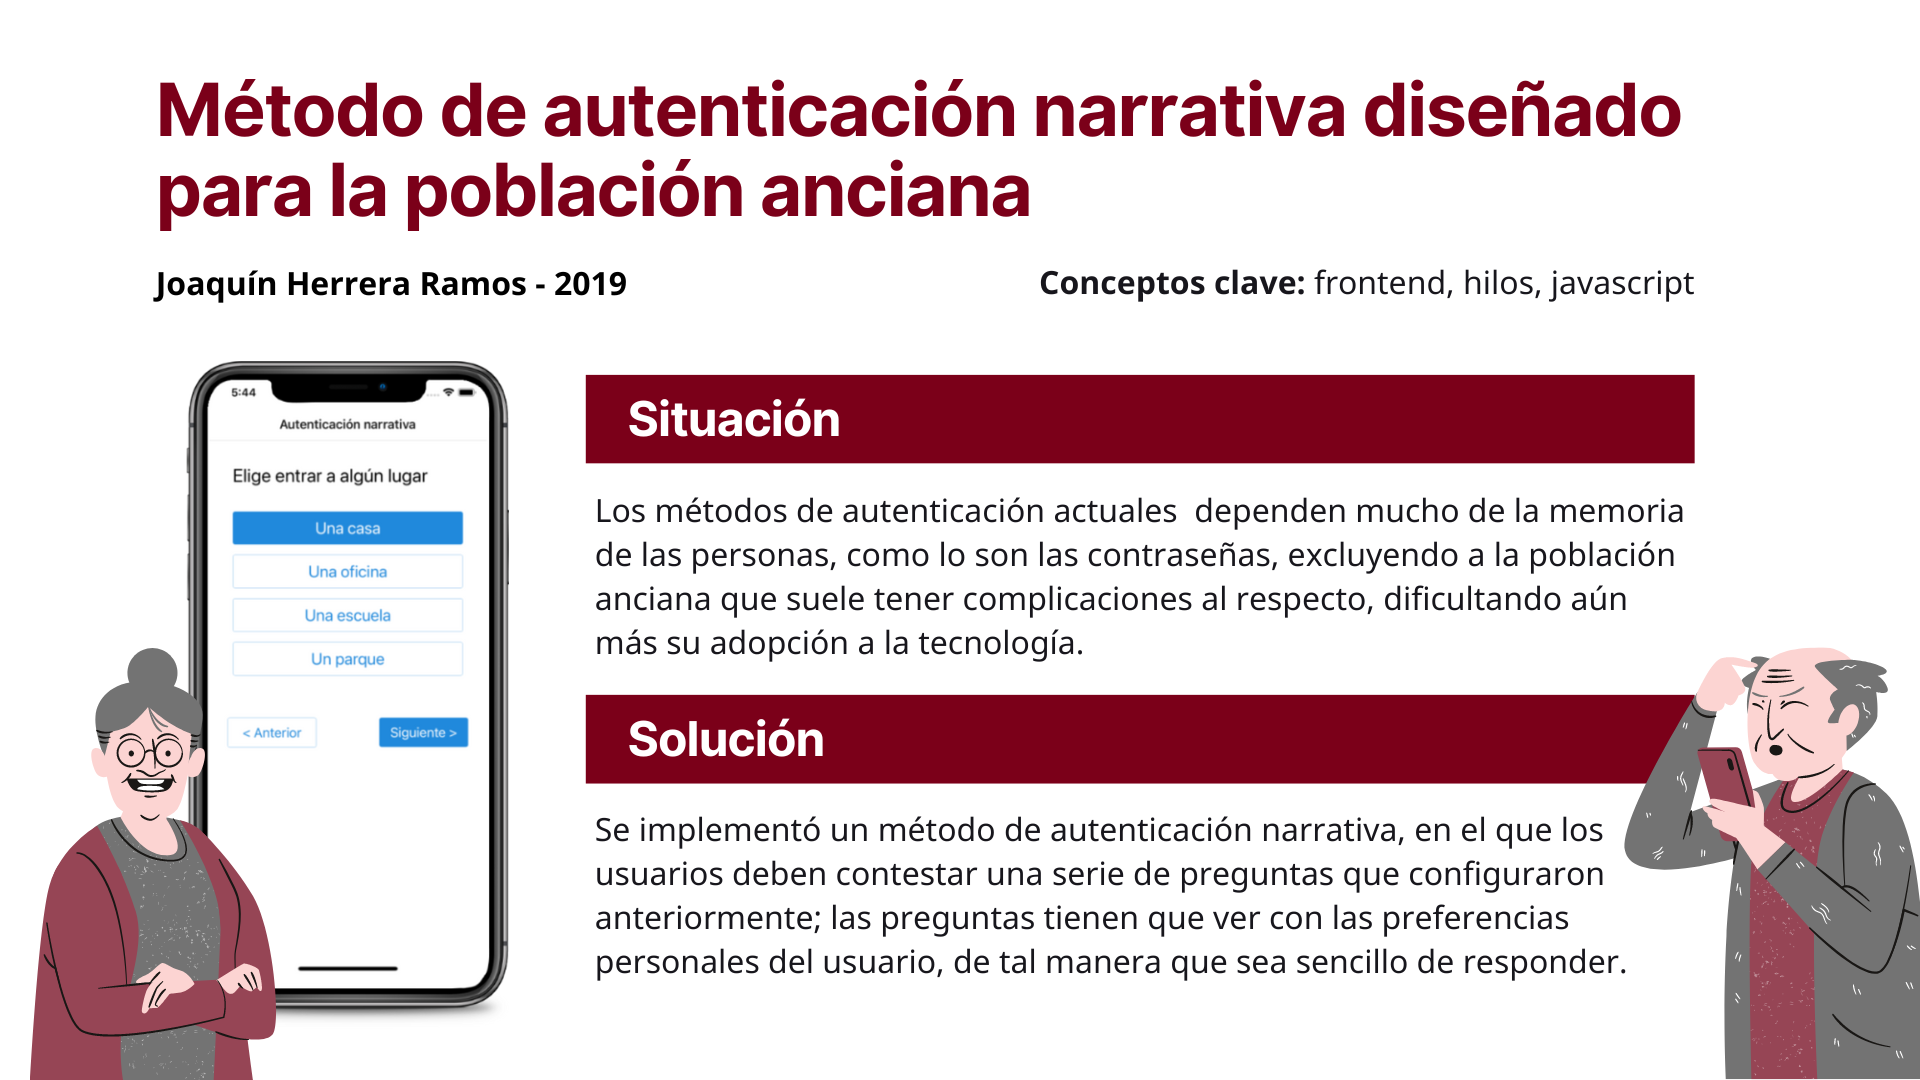 Método de autenticación narrativa diseñado
para la población anciana
Joaquín Herrera Ramos - 2019
Conceptos clave: frontend, hilos, javascript
5:44
Autenticación narrativa
Elige entrar a algún lugar
Una casa
Una oficina
Una escuela
Un parque
< Anterior
Siguiente >
Situación
Los métodos de autenticación actuales  dependen mucho de la memoria
de las personas, como lo son las contraseñas, excluyendo a la población
anciana que suele tener complicaciones al respecto, dificultando aún
más su adopción a la tecnología.
Solución
Se implementó un método de autenticación narrativa, en el que los
usuarios deben contestar una serie de preguntas que configuraron
anteriormente; las preguntas tienen que ver con las preferencias
personales del usuario, de tal manera que sea sencillo de responder.